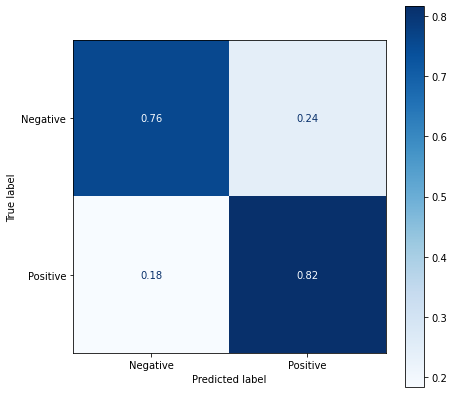 0.8
0.7
Negative 0.76 0.24
0.6
True label
0.5
0.4
Positive 0.18 0.82
0.3
0.2
Negative Positive
Predicted label